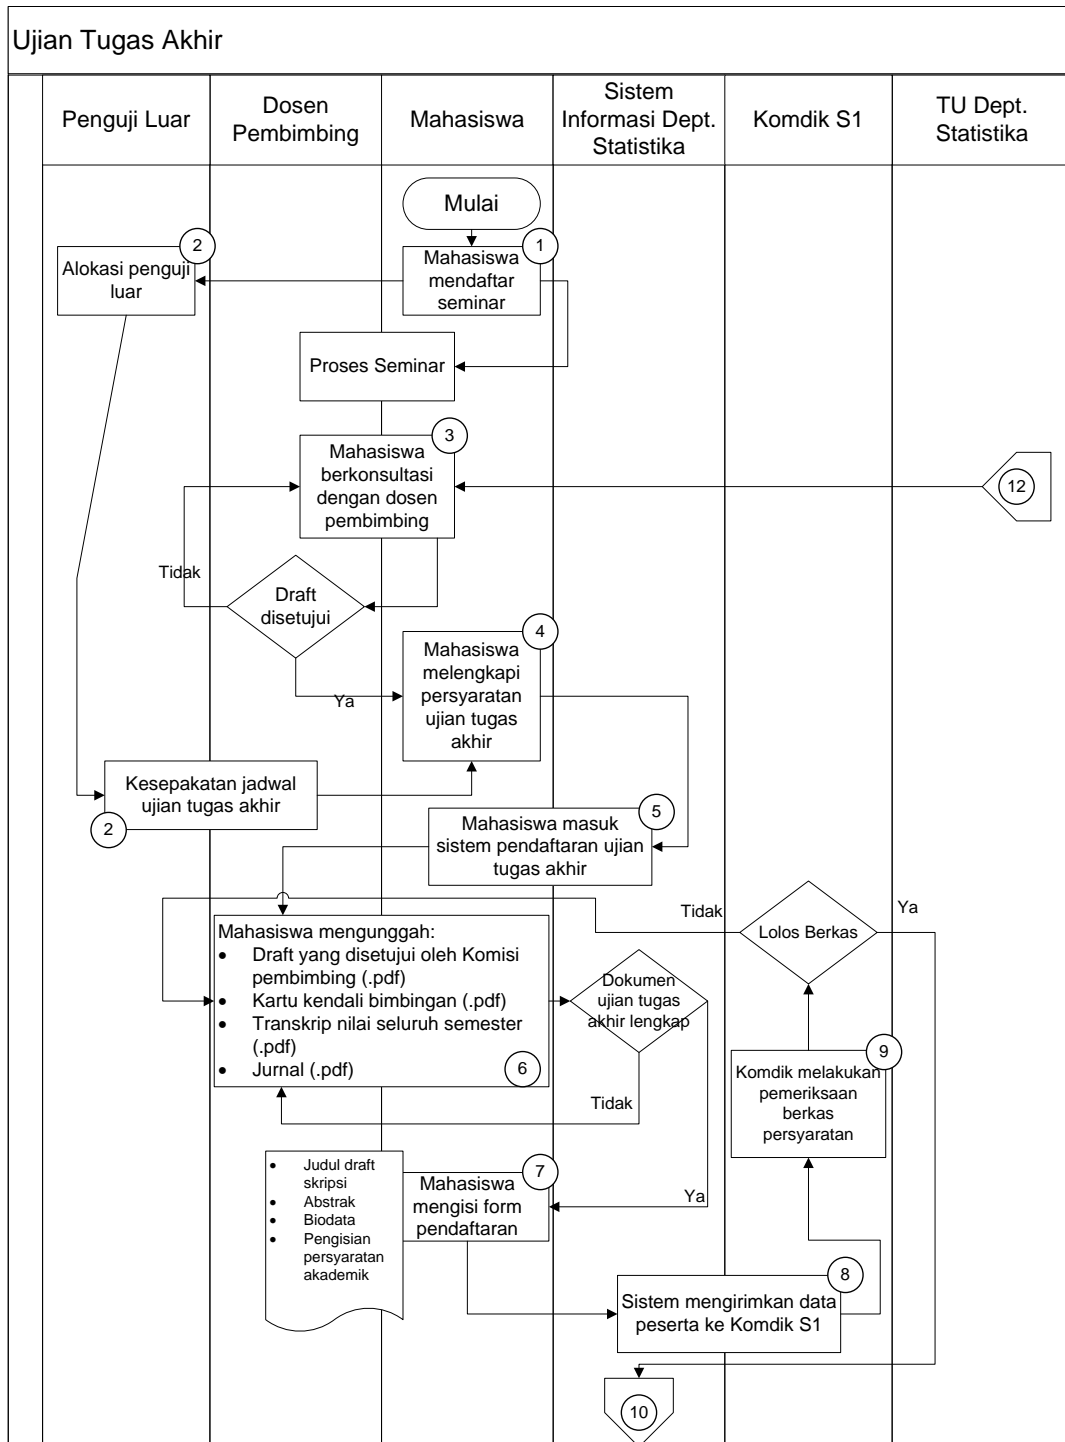 Ujian Tugas Akhir
Penguji Luar
Dosen
Pembimbing
Mahasiswa
Sistem
Informasi Dept.
Statistika
Komdik S1
TU Dept.
Statistika
Mulai
1
Mahasiswa
mendaftar
seminar
2
Alokasi penguji
luar
Proses Seminar
3
Mahasiswa
berkonsultasi
dengan dosen
pembimbing
12
Tidak
Draft
disetujui
Ya
4
Mahasiswa
melengkapi
persyaratan
ujian tugas
akhir
Kesepakatan jadwal
ujian tugas akhir
2
5
Mahasiswa masuk
sistem pendaftaran ujian
tugas akhir
Tidak
Lolos Berkas
Ya
Mahasiswa mengunggah:
• Draft yang disetujui oleh Komisi
pembimbing (.pdf)
• Kartu kendali bimbingan (.pdf)
• Transkrip nilai seluruh semester
(.pdf)
• Jurnal (.pdf)
6
Dokumen
ujian tugas
akhir lengkap
Tidak
Ya
9
Komdik melakukan
pemeriksaan
berkas
persyaratan
• Judul draft
skripsi
• Abstrak
• Biodata
• Pengisian
persyaratan
akademik
7
Mahasiswa
mengisi form
pendaftaran
8
Sistem mengirimkan data
peserta ke Komdik S1
10